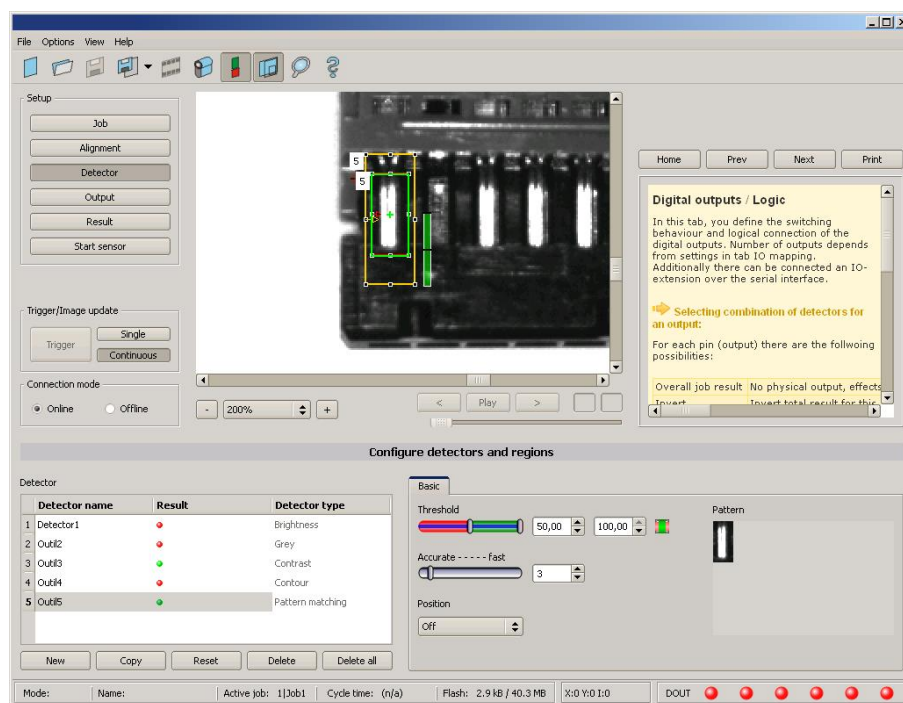 File Options View Help
Setup
Job
Alignment
Detector
Output
Result
Start sensor
Trigger/Image update
Trigger
Single
Continuous
Connection mode
Online Offline
5
5
- 200% +
< Play >
Home Prev Next Print
Digital outputs / Logic
In this tab, you define the switching
behaviour and logical connection of the
digital outputs. Number of outputs depends
from settings in tab IO mapping.
Additionally there can be connected an IO-
extension over the serial interface.
Selecting combination of detectors for
an output:
For each pin (output) there are the follwoing
possibilities:
Overall job result No physical output, effects
Invert Invert total result for this
Configure detectors and regions
Detector
Detector name Result Detector type
1 Detector1 Brightness
2 Outil2 Grey
3 Outil3 Contrast
4 Outil4 Contour
5 Outil5 Pattern matching
New Copy Reset Delete Delete all
Basic
Threshold
50,00 100,00
Accurate - - - - - fast
3
Position
Off
Pattern
Mode: Name: Active job: 1|Job1 Cycle time: (n/a) Flash: 2.9 kB / 40.3 MB X:0 Y:0 I:0 DOUT